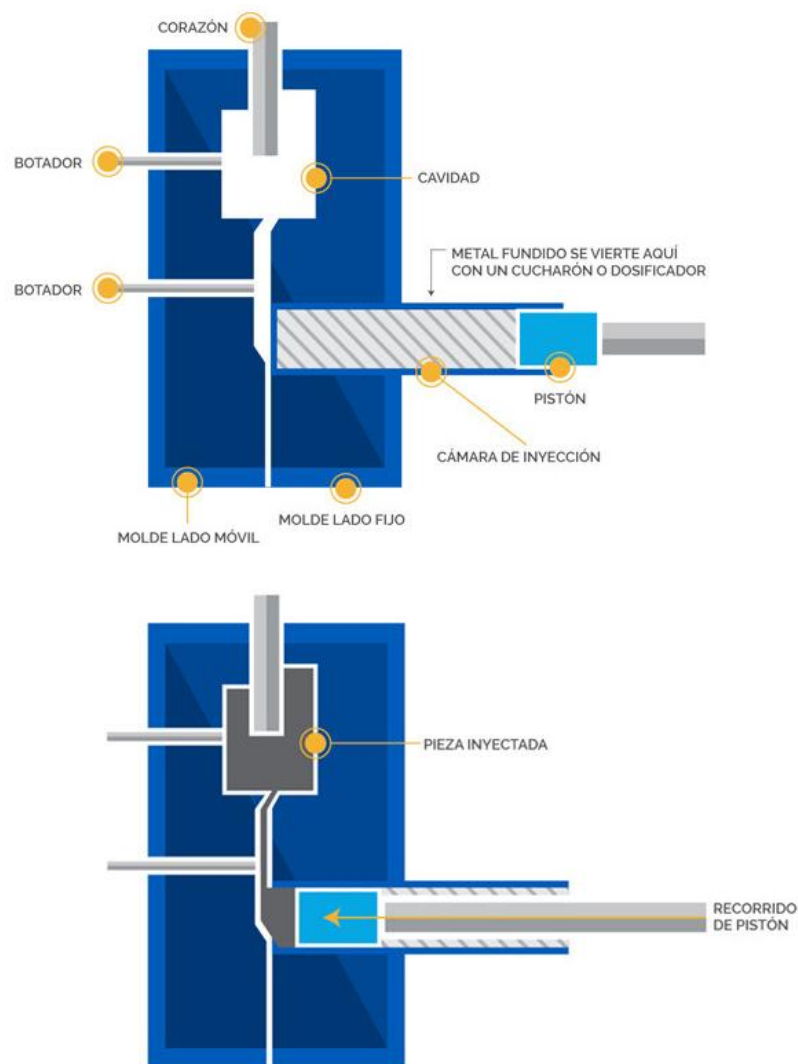 CORAZÓN
BOTADOR
CAVIDAD
METAL FUNDIDO SE VIERTE AQUÍ
CON UN CUCHARÓN O DOSIFICADOR
BOTADOR
PISTÓN
CÁMARA DE INYECCIÓN
MOLDE LADO FIJO
MOLDE LADO MÓVIL
PIEZA INYECTADA
RECORRIDO
DE PISTÓN